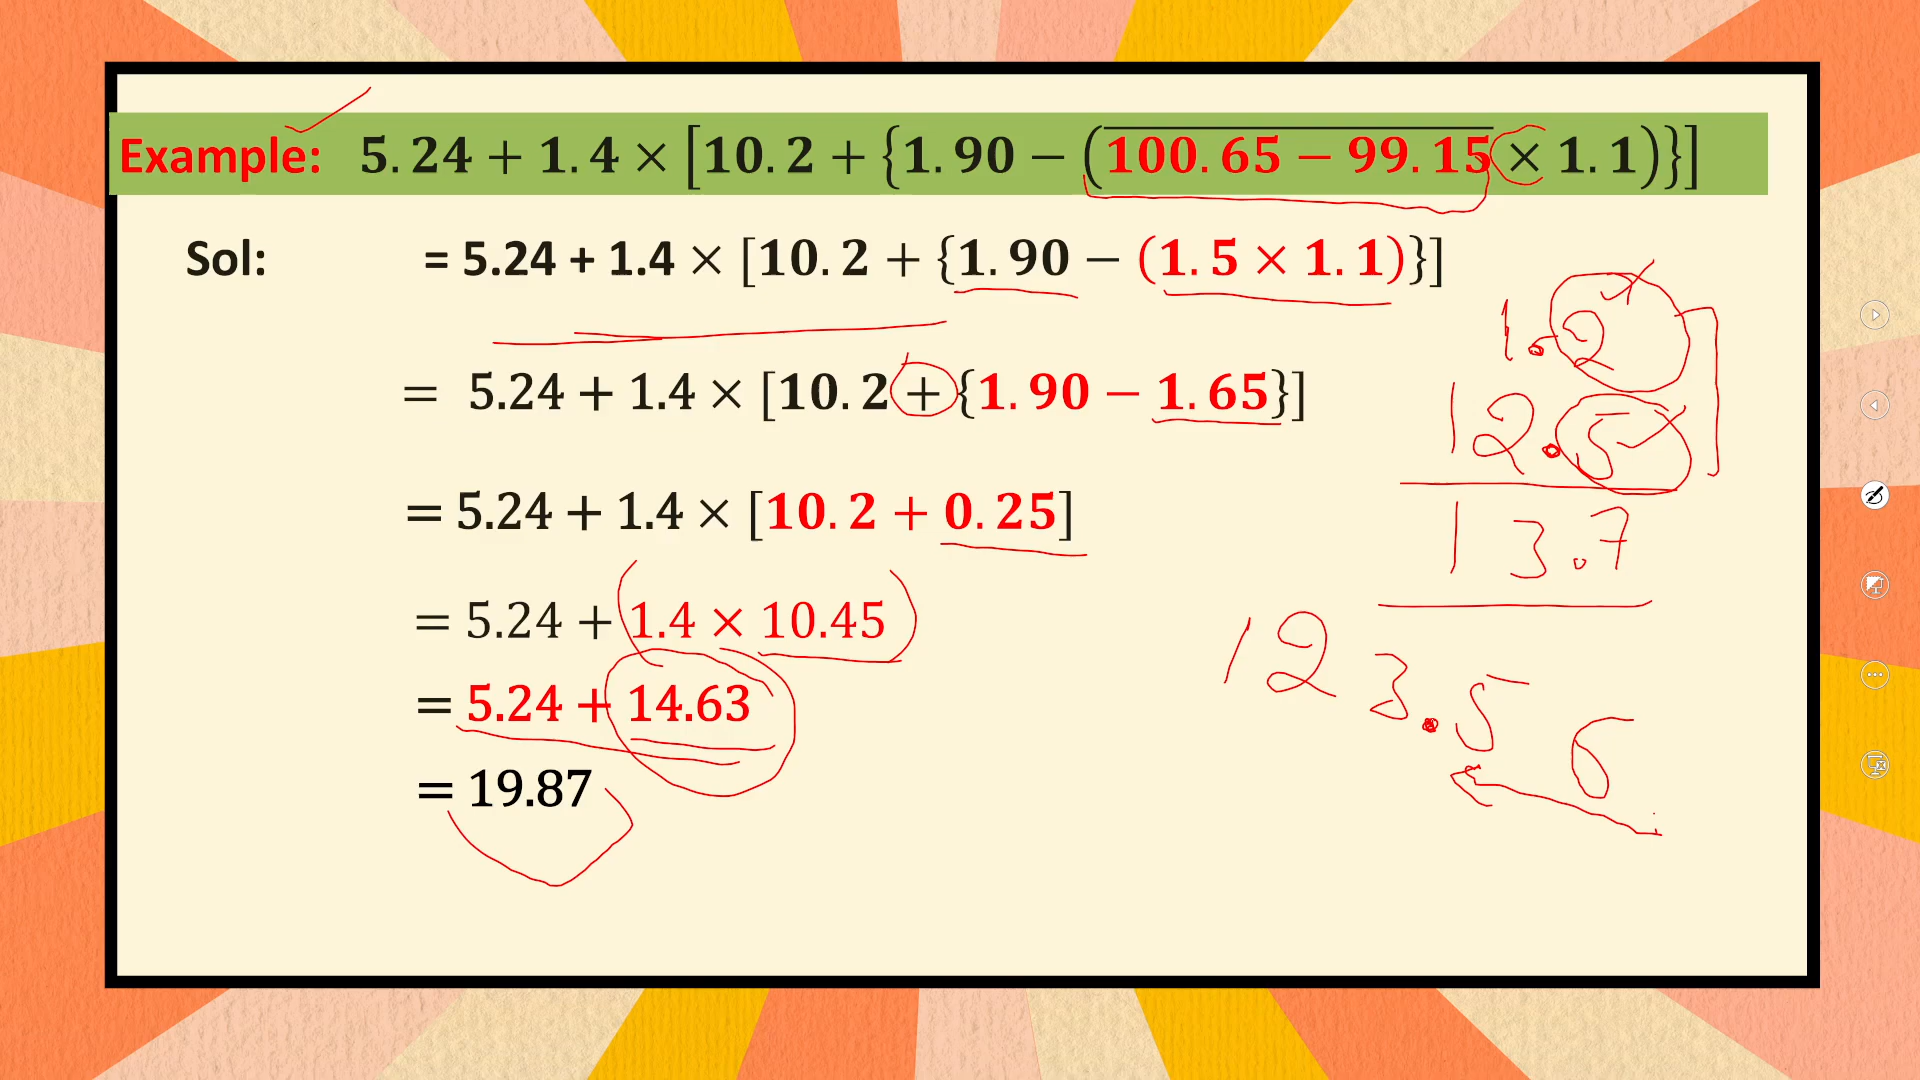 Example: 5.24 + 1.4 × [10.2 + {1.90 − (100.65 − 99.15 × 1.1)}]
Sol: = 5.24 + 1.4 × [10.2 + {1.90 − (1.5 × 1.1)}]
= 5.24 + 1.4 × [10.2 + {1.90 − 1.65}]
= 5.24 + 1.4 × [10.2 + 0.25]
= 5.24 + 1.4 × 10.45
= 5.24 + 14.63
= 19.87
1.2
12.5
13.7
123.56